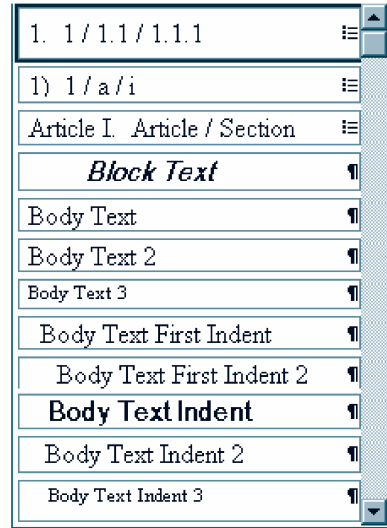 1. 1 / 1.1 / 1.1.1
1) 1 / a / i
Article I. Article / Section
Block Text ¶
Body Text ¶
Body Text 2 ¶
Body Text 3 ¶
Body Text First Indent ¶
Body Text First Indent 2 ¶
Body Text Indent ¶
Body Text Indent 2 ¶
Body Text Indent 3 ¶